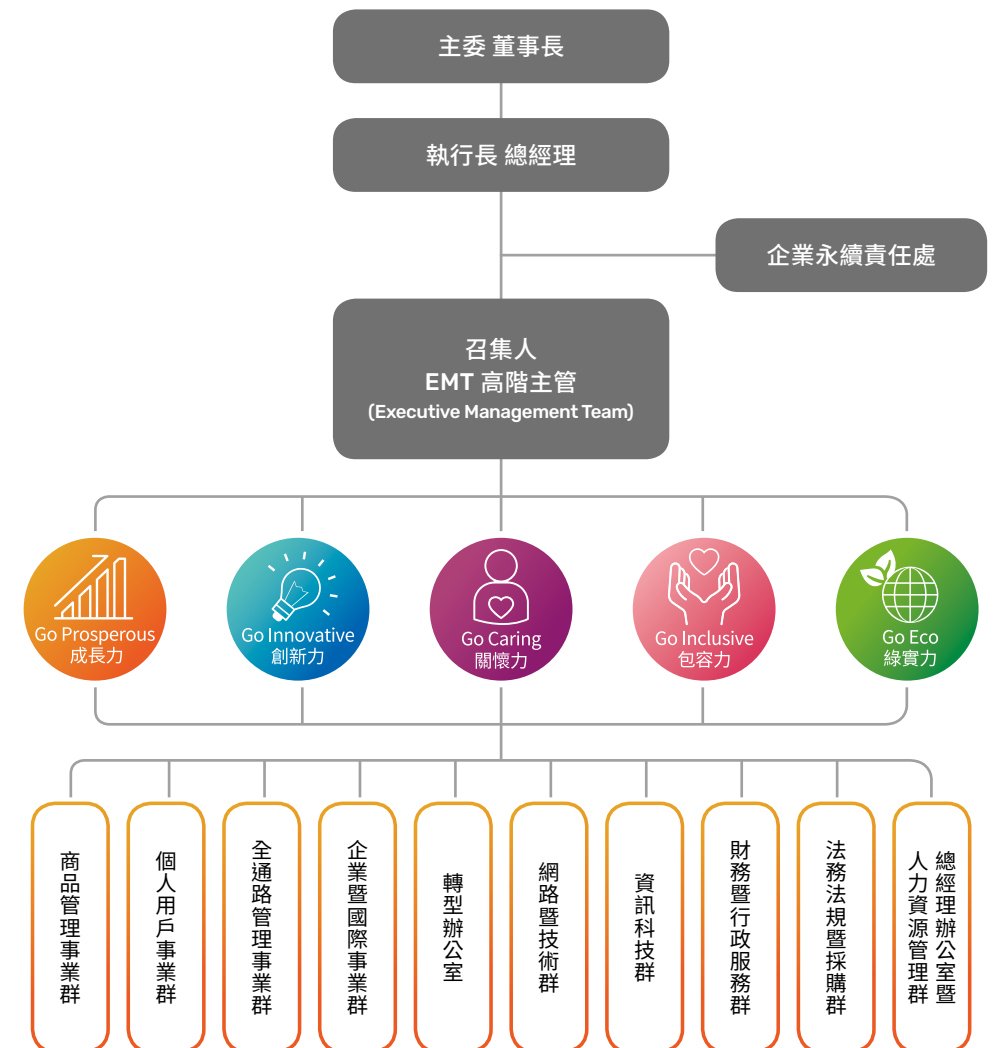 主委 董事長
執行長 總經理
企業永續責任處
召集人
EMT 高階主管
(Executive Management Team)
Go Prosperous
成長力
Go Innovative
創新力
Go Caring
關懷力
Go Inclusive
包容力
Go Eco
綠實力
商品管理事業群
個人用戶事業群
全通路管理事業群
企業暨國際事業群
轉型辦公室
網路暨技術群
資訊科技群
財務暨行政服務群
法務法規暨採購群
總經理辦公室暨
人力資源管理群